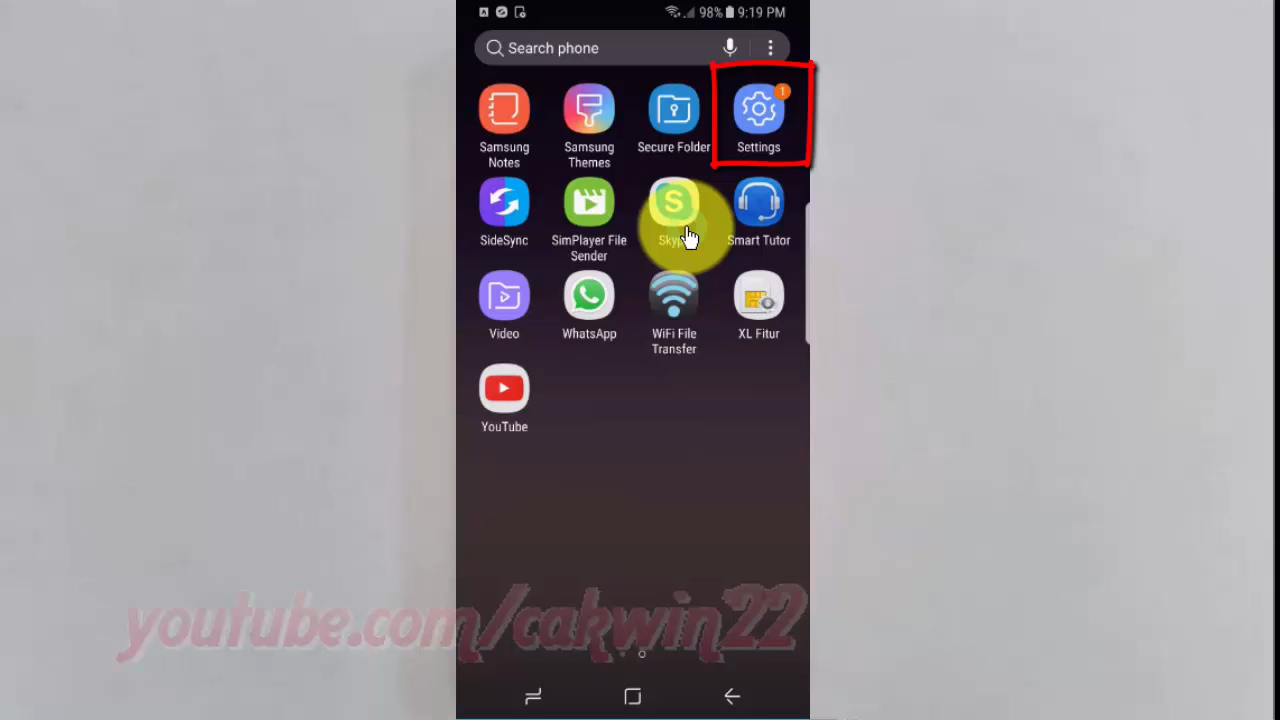 98% 9:19 PM
Search phone
1
Samsung Notes
Samsung Themes
Secure Folder
Settings
SideSync
SimPlayer File Sender
Smart Tutor
Video
WhatsApp
WiFi File Transfer
XL Fitur
YouTube
youtube.com/cakwin22